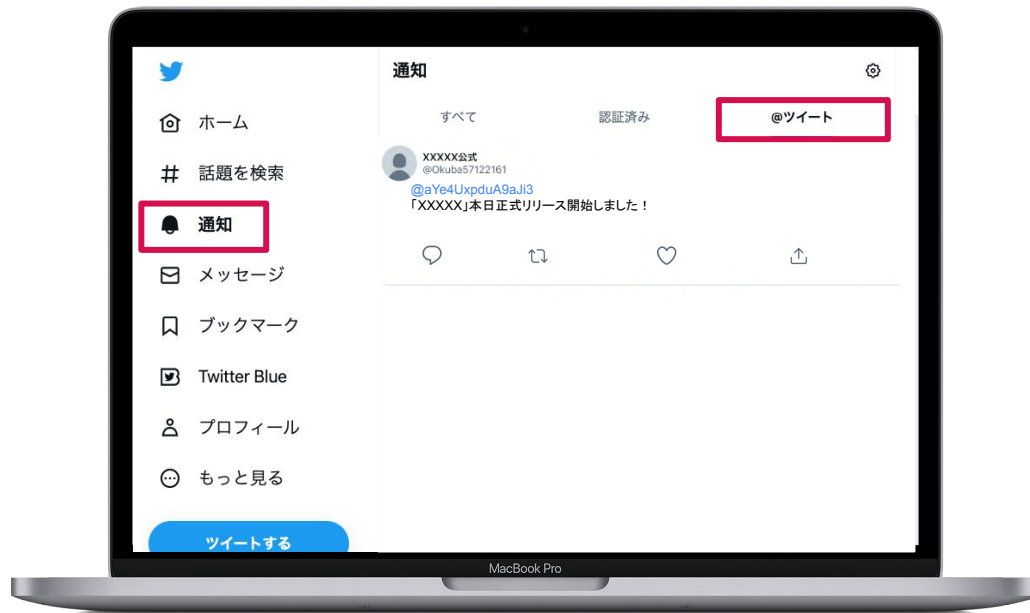 通知
すべて
認証済み
@ツイート
ホーム
話題を検索
通知
メッセージ
ブックマーク
Twitter Blue
プロフィール
もっと見る
ツイートする
XXXXX公式
@Okuba57122161
@aYe4UxpduA9aJi3
「XXXXX」本日正式リリース開始しました！
MacBook Pro